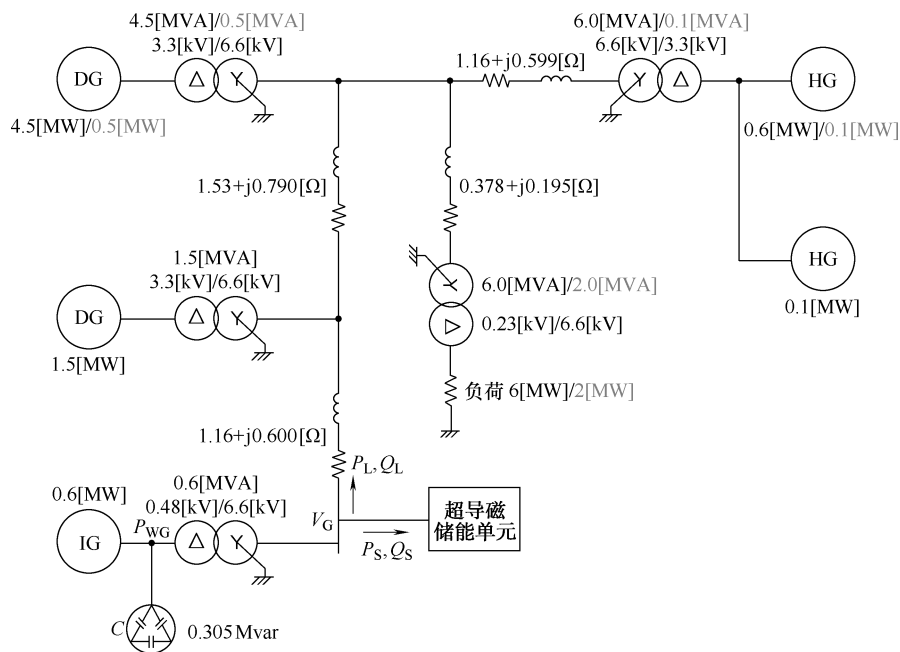 4.5[MVA]/0.5[MVA]
3.3[kV]/6.6[kV]
DG
4.5[MW]/0.5[MW]
6.0[MVA]/0.1[MVA]
6.6[kV]/3.3[kV]
1.16+j0.599[Ω]
HG
0.6[MW]/0.1[MW]
1.53+j0.790[Ω]
0.378+j0.195[Ω]
HG
0.1[MW]
1.5[MVA]
3.3[kV]/6.6[kV]
DG
1.5[MW]
6.0[MVA]/2.0[MVA]
0.23[kV]/6.6[kV]
负荷 6[MW]/2[MW]
1.16+j0.600[Ω]
P_L, Q_L
0.6[MW]
0.6[MVA]
0.48[kV]/6.6[kV]
IG
P_WG
V_G
P_S, Q_S
超导磁
储能单元
C
0.305Mvar